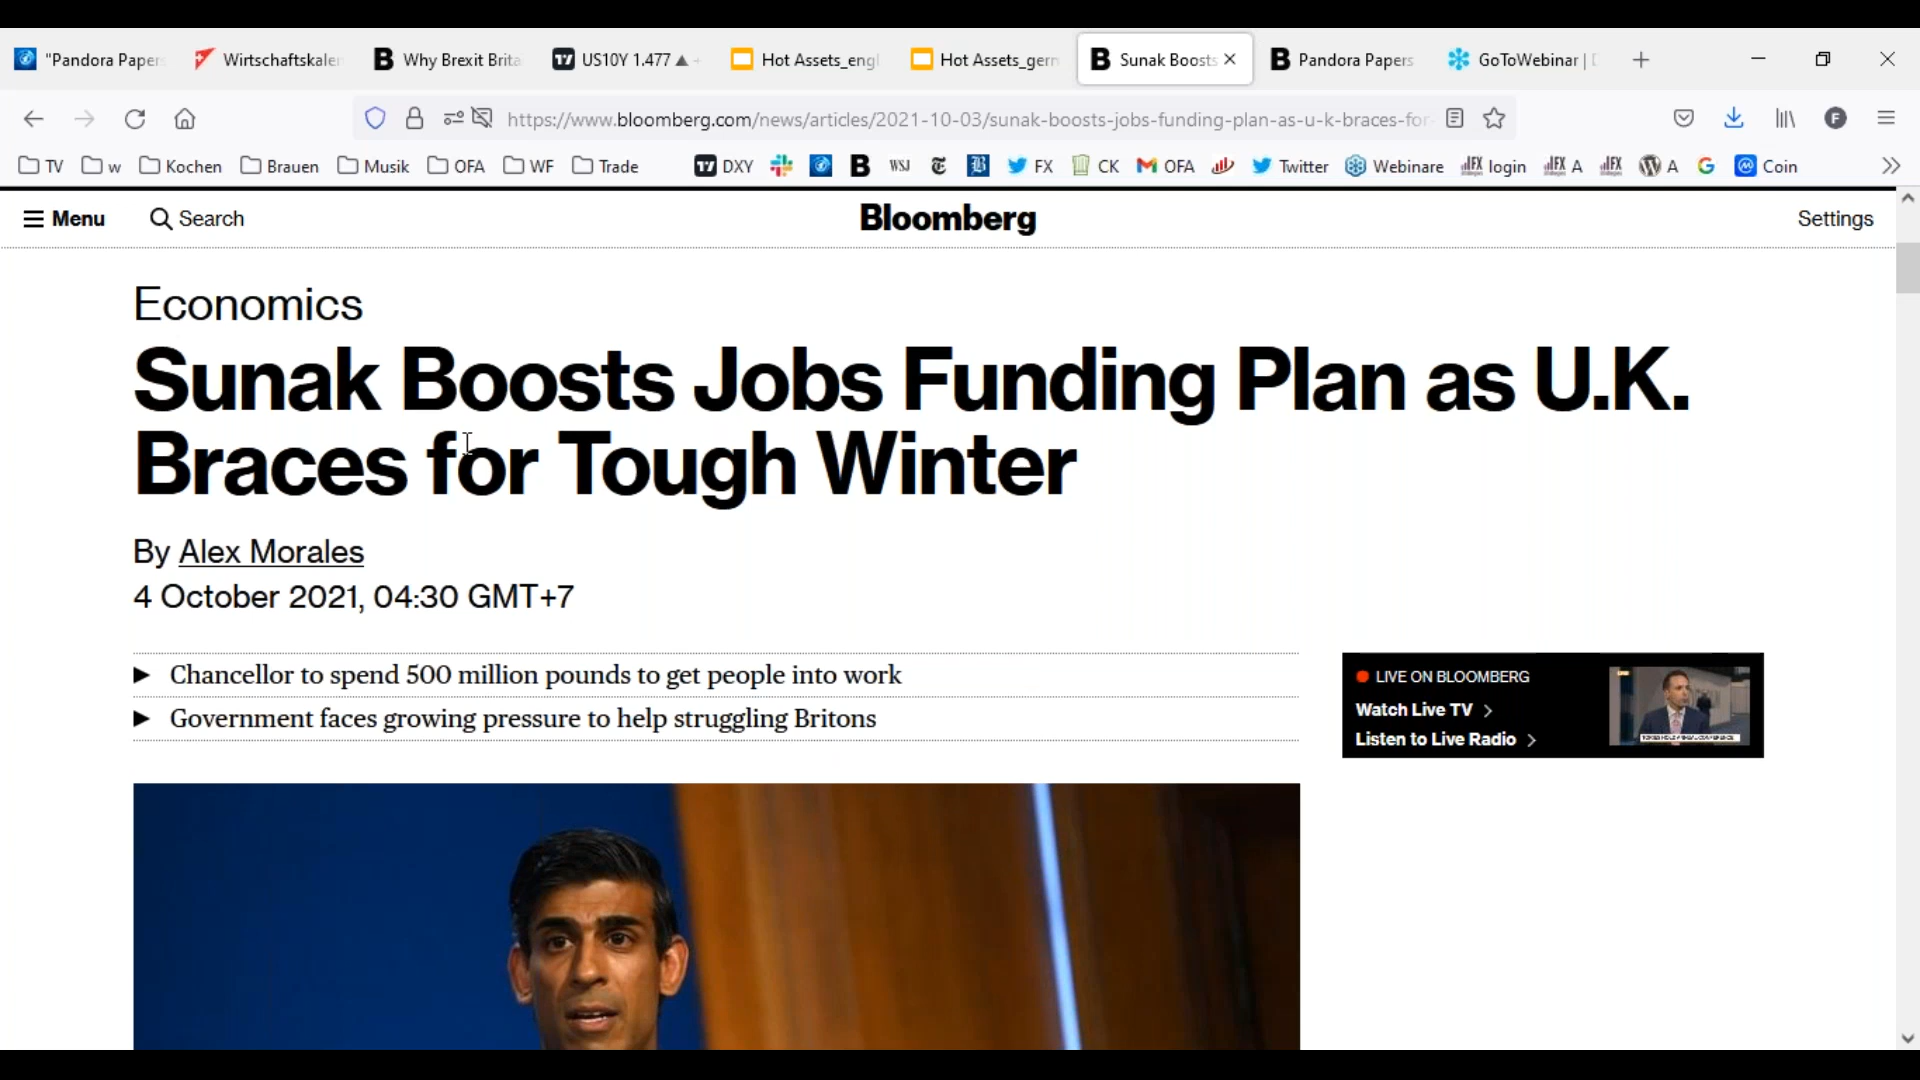 "Pandora Paper
Wirtschaftskalen
Why Brexit Brita
US10Y 1.477 ▲
Hot Assets_engl
Hot Assets_germ
Sunak Boosts
Pandora Papers
GoToWebinar |
https://www.bloomberg.com/news/articles/2021-10-03/sunak-boosts-jobs-funding-plan-as-u-k-braces-for-
TV w Kochen Brauen Musik OFA WF Trade DXY B WSJ FX CK OFA Twitter Webinare FX login FX A FX A G Coin
Menu Search Bloomberg Settings
Economics
Sunak Boosts Jobs Funding Plan as U.K.
Braces for Tough Winter
By Alex Morales
4 October 2021, 04:30 GMT+7
Chancellor to spend 500 million pounds to get people into work
Government faces growing pressure to help struggling Britons
LIVE ON BLOOMBERG
Watch Live TV
Listen to Live Radio